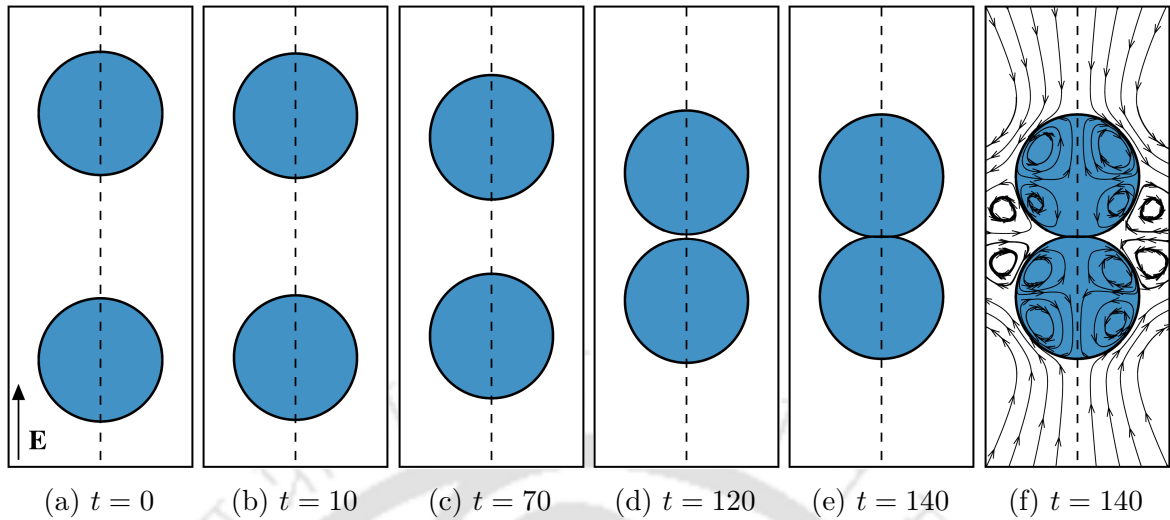 E
(a) t = 0
(b) t = 10
(c) t = 70
(d) t = 120
(e) t = 140
(f) t = 140